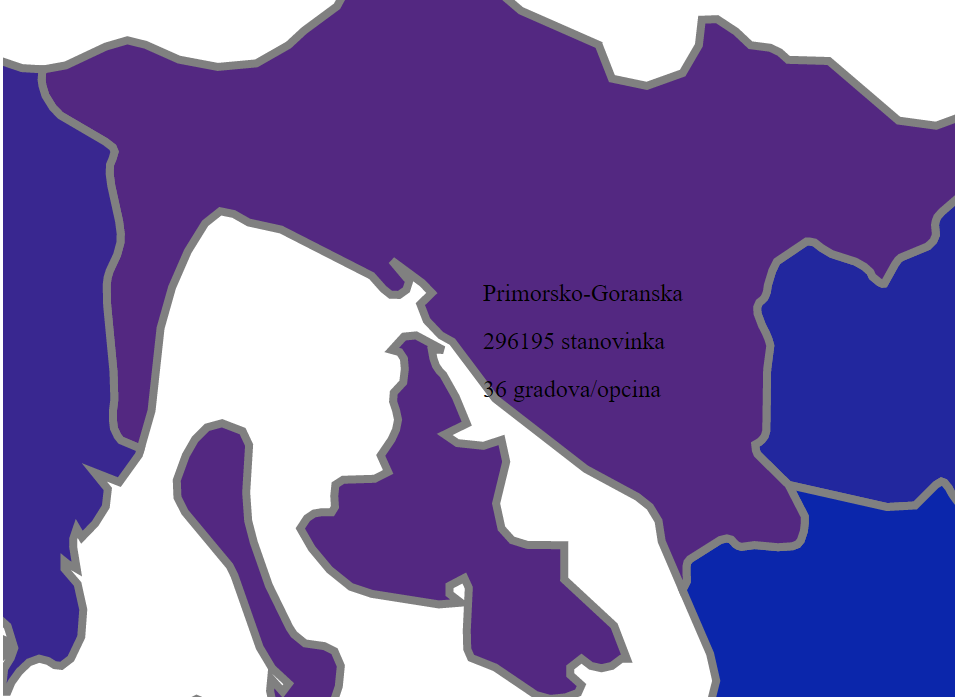 Primorsko-Goranska
296195 stanovinka
36 gradova/opcina